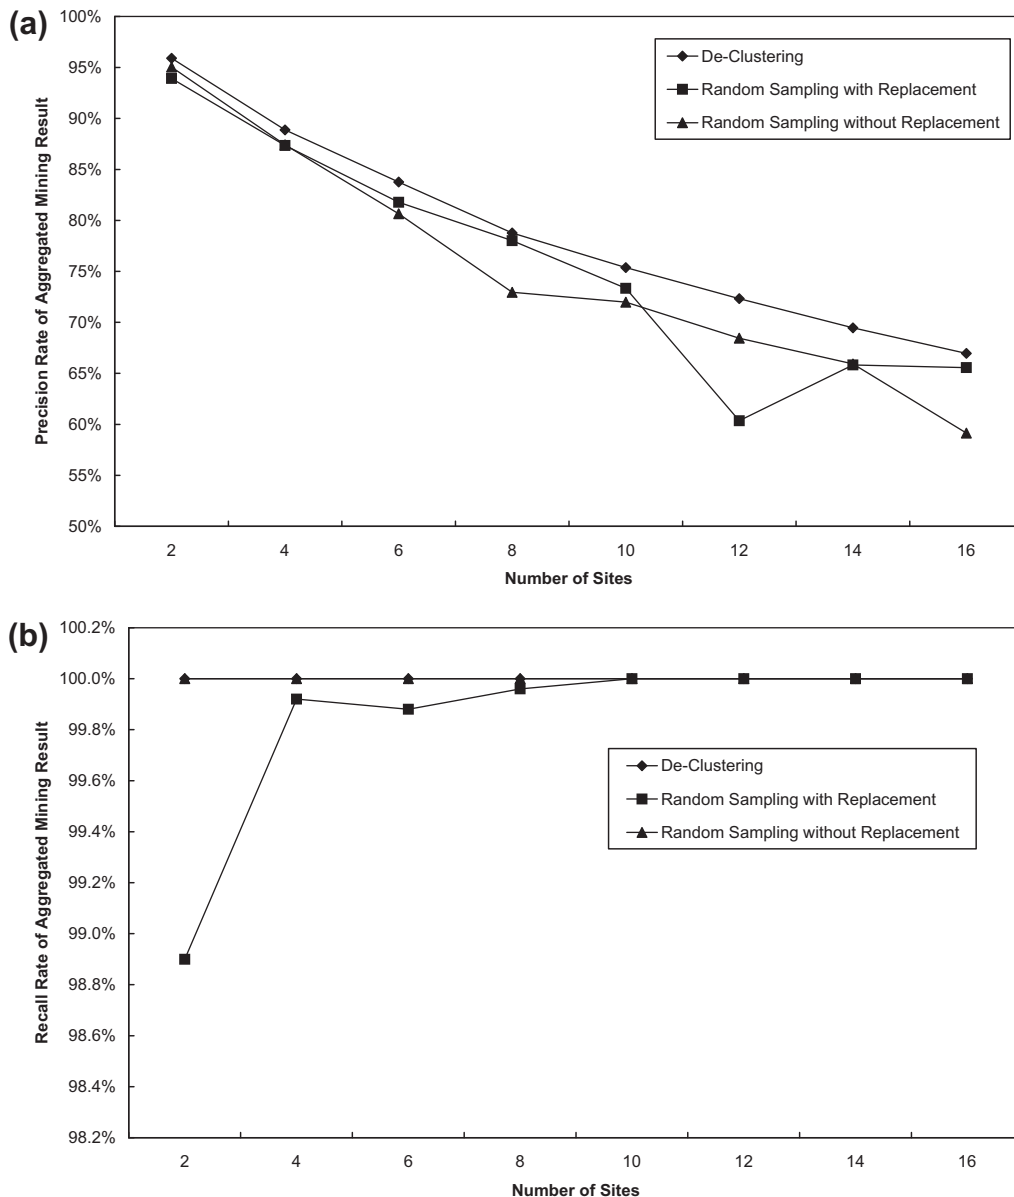 (a)
100%
95%
90%
85%
80%
75%
70%
65%
60%
55%
50%
Precision Rate of Aggregated Mining Result
De-Clustering
Random Sampling with Replacement
Random Sampling without Replacement
2 4 6 8 10 12 14 16
Number of Sites
(b)
100.2%
100.0%
99.8%
99.6%
99.4%
99.2%
99.0%
98.8%
98.6%
98.4%
98.2%
Recall Rate of Aggregated Mining Result
De-Clustering
Random Sampling with Replacement
Random Sampling without Replacement
2 4 6 8 10 12 14 16
Number of Sites